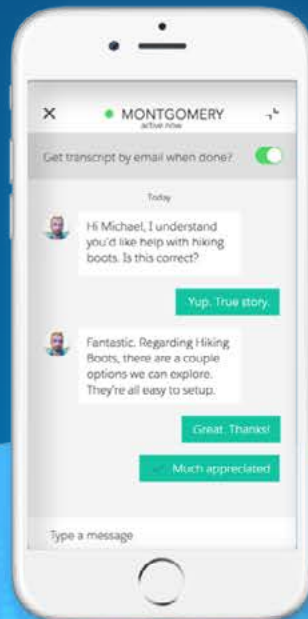 MONTGOMERY
active now
Get transcript by email when done?
Today
Hi Michael, I understand
you'd like help with hiking
boots. Is this correct?
Yup. True story.
Fantastic. Regarding Hiking
Boots, there are a couple
options we can explore.
They're all easy to setup.
Great. Thanks!
Much appreciated
Type a message